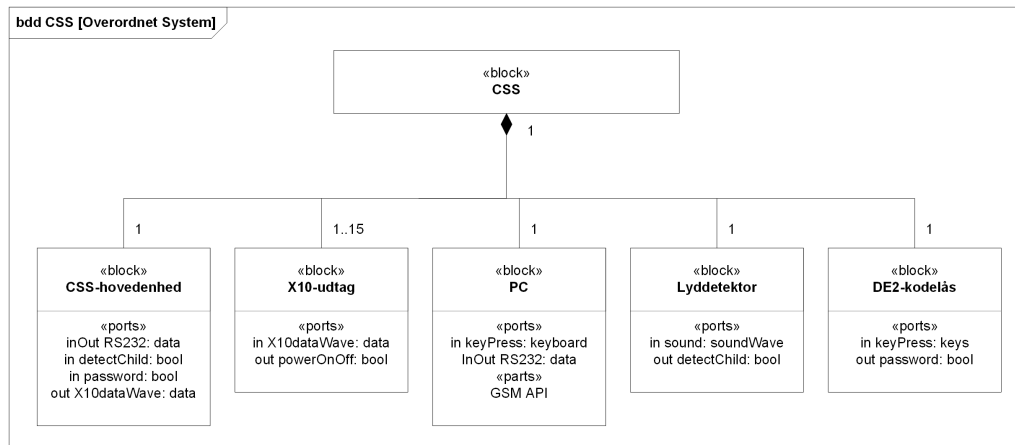 bdd CSS [Overordnet System]
«block»
CSS
1
1
1..15
1
1
1
«block»
CSS-hovedenhed
«ports»
inOut RS232: data
in detectChild: bool
in password: bool
out X10dataWave: data
«block»
X10-udtag
«ports»
in X10dataWave: data
out powerOnOff: bool
«block»
PC
«ports»
in keyPress: keyboard
InOut RS232: data
«parts»
GSM API
«block»
Lyddetektor
«ports»
in sound: soundWave
out detectChild: bool
«block»
DE2-kodelås
«ports»
in keyPress: keys
out password: bool